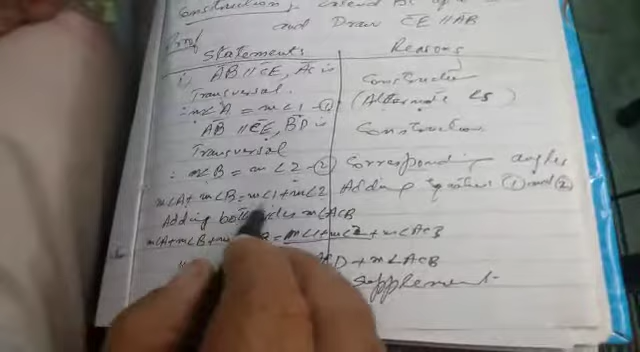 Construction, Extend BC up to
and Draw CE // AB
Proof
Statements Reasons
i) AB // CE, AC is Construction
Transversal. (Alternate ∠s)
∴ m∠A = m∠1 - ①
AB // CE, BD is Construction
Transversal
∴ m∠B = m∠2 - ② Corresponding angles
m∠A + m∠B = m∠1 + m∠2 Adding equation ① and ②
Adding both sides m∠ACB
m∠A + m∠B + = m∠1 + m∠2 + m∠ACB
+ m∠ACB
Supplement